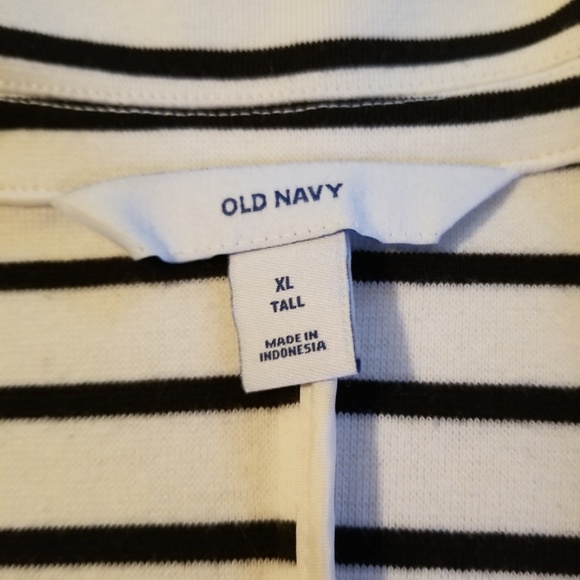 OLD NAVY
XL
TALL
MADE IN
INDONESIA